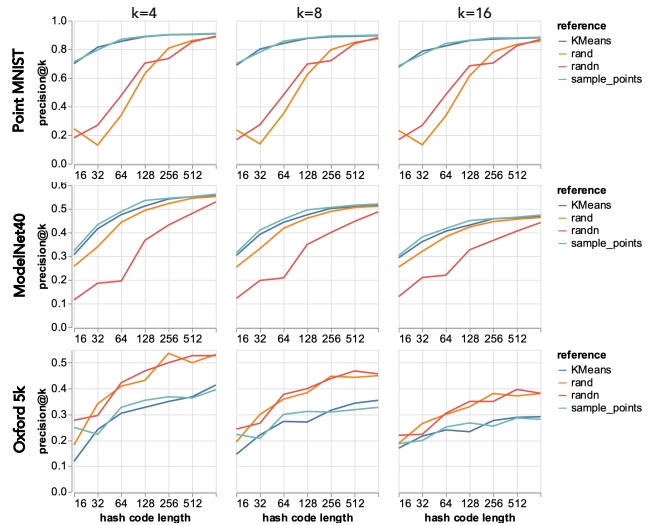 k=4 k=8 k=16
Point MNIST
precision@k
1.0
0.8
0.6
0.4
0.2
0.0
16 32 64 128 256 512
16 32 64 128 256 512
16 32 64 128 256 512
reference
KMeans
rand
randn
sample_points
ModelNet40
precision@k
0.6
0.5
0.4
0.3
0.2
0.1
0.0
16 32 64 128 256 512
16 32 64 128 256 512
16 32 64 128 256 512
reference
KMeans
rand
randn
sample_points
Oxford 5k
precision@k
0.5
0.4
0.3
0.2
0.1
0.0
16 32 64 128 256 512
16 32 64 128 256 512
16 32 64 128 256 512
hash code length hash code length hash code length
reference
KMeans
rand
randn
sample_points